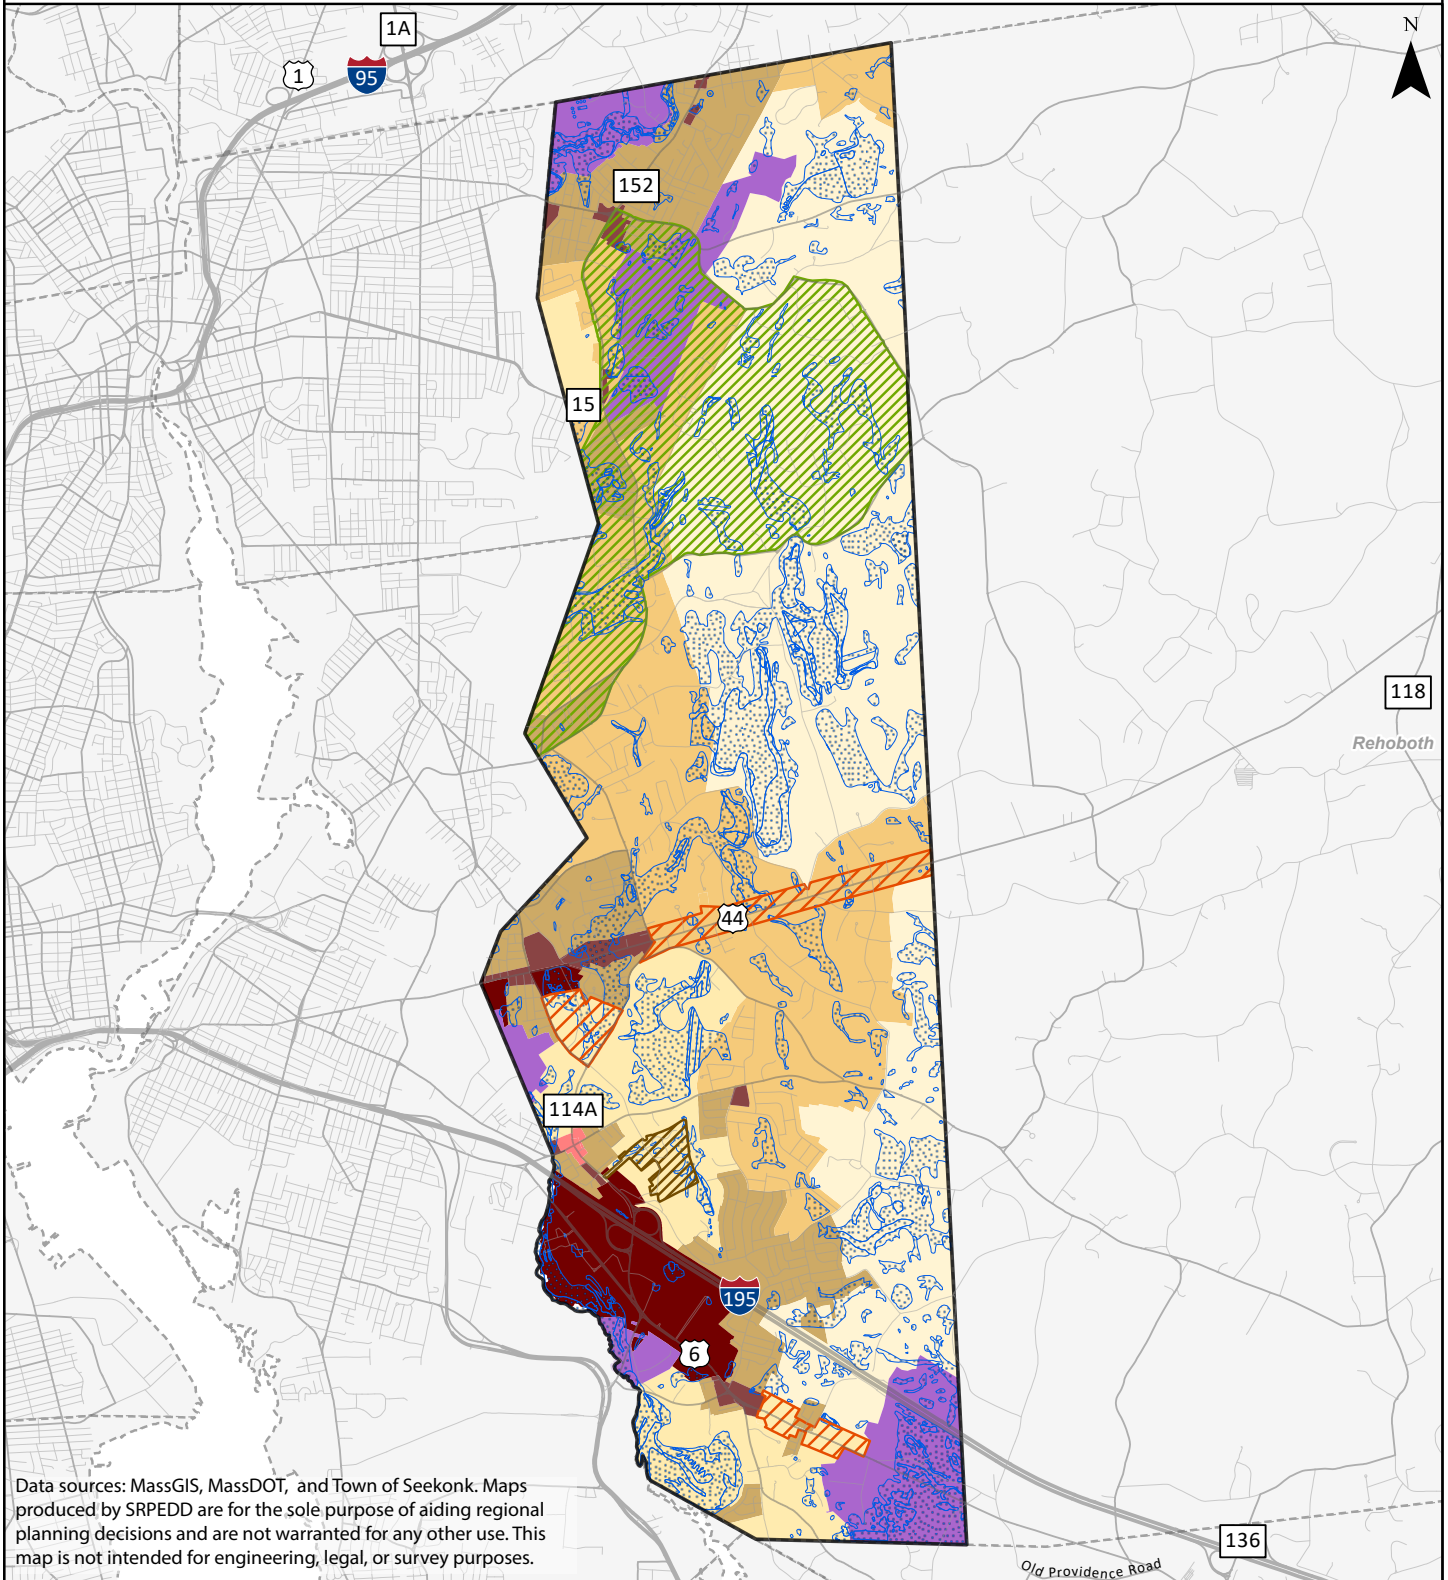 1A
N
1
95
152
15
118
Rehoboth
44
114A
195
6
Data sources: MassGIS, MassDOT, and Town of Seekonk. Maps
produced by SRPEDD are for the sole purpose of aiding regional
planning decisions and are not warranted for any other use. This
map is not intended for engineering, legal, or survey purposes.
136
Old Providence Road